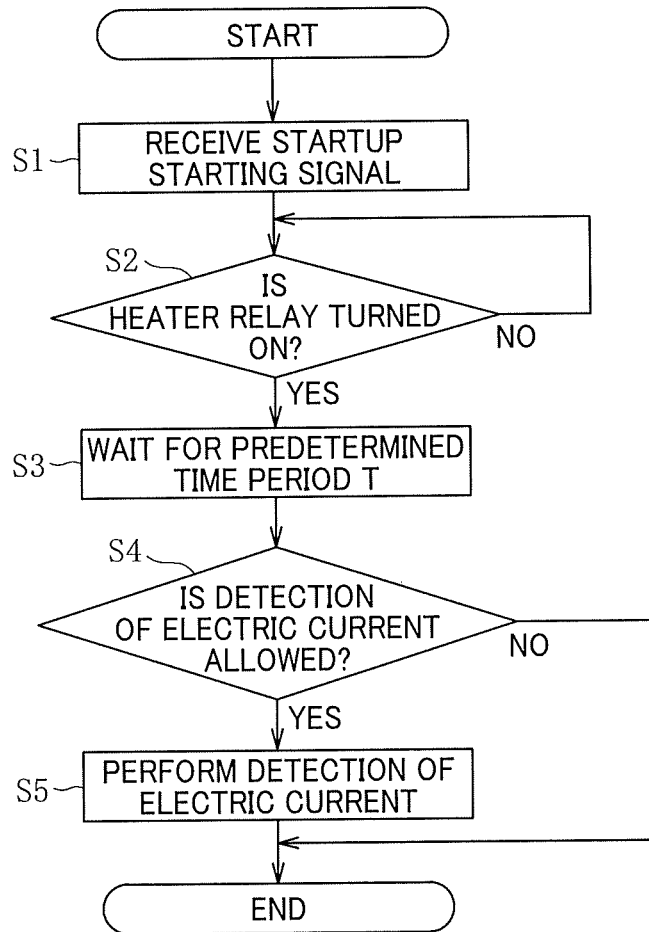 START
S1
RECEIVE STARTUP
STARTING SIGNAL
S2
IS
HEATER RELAY TURNED
ON?
NO
YES
S3
WAIT FOR PREDETERMINED
TIME PERIOD T
S4
IS DETECTION
OF ELECTRIC CURRENT
ALLOWED?
NO
YES
S5
PERFORM DETECTION OF
ELECTRIC CURRENT
END